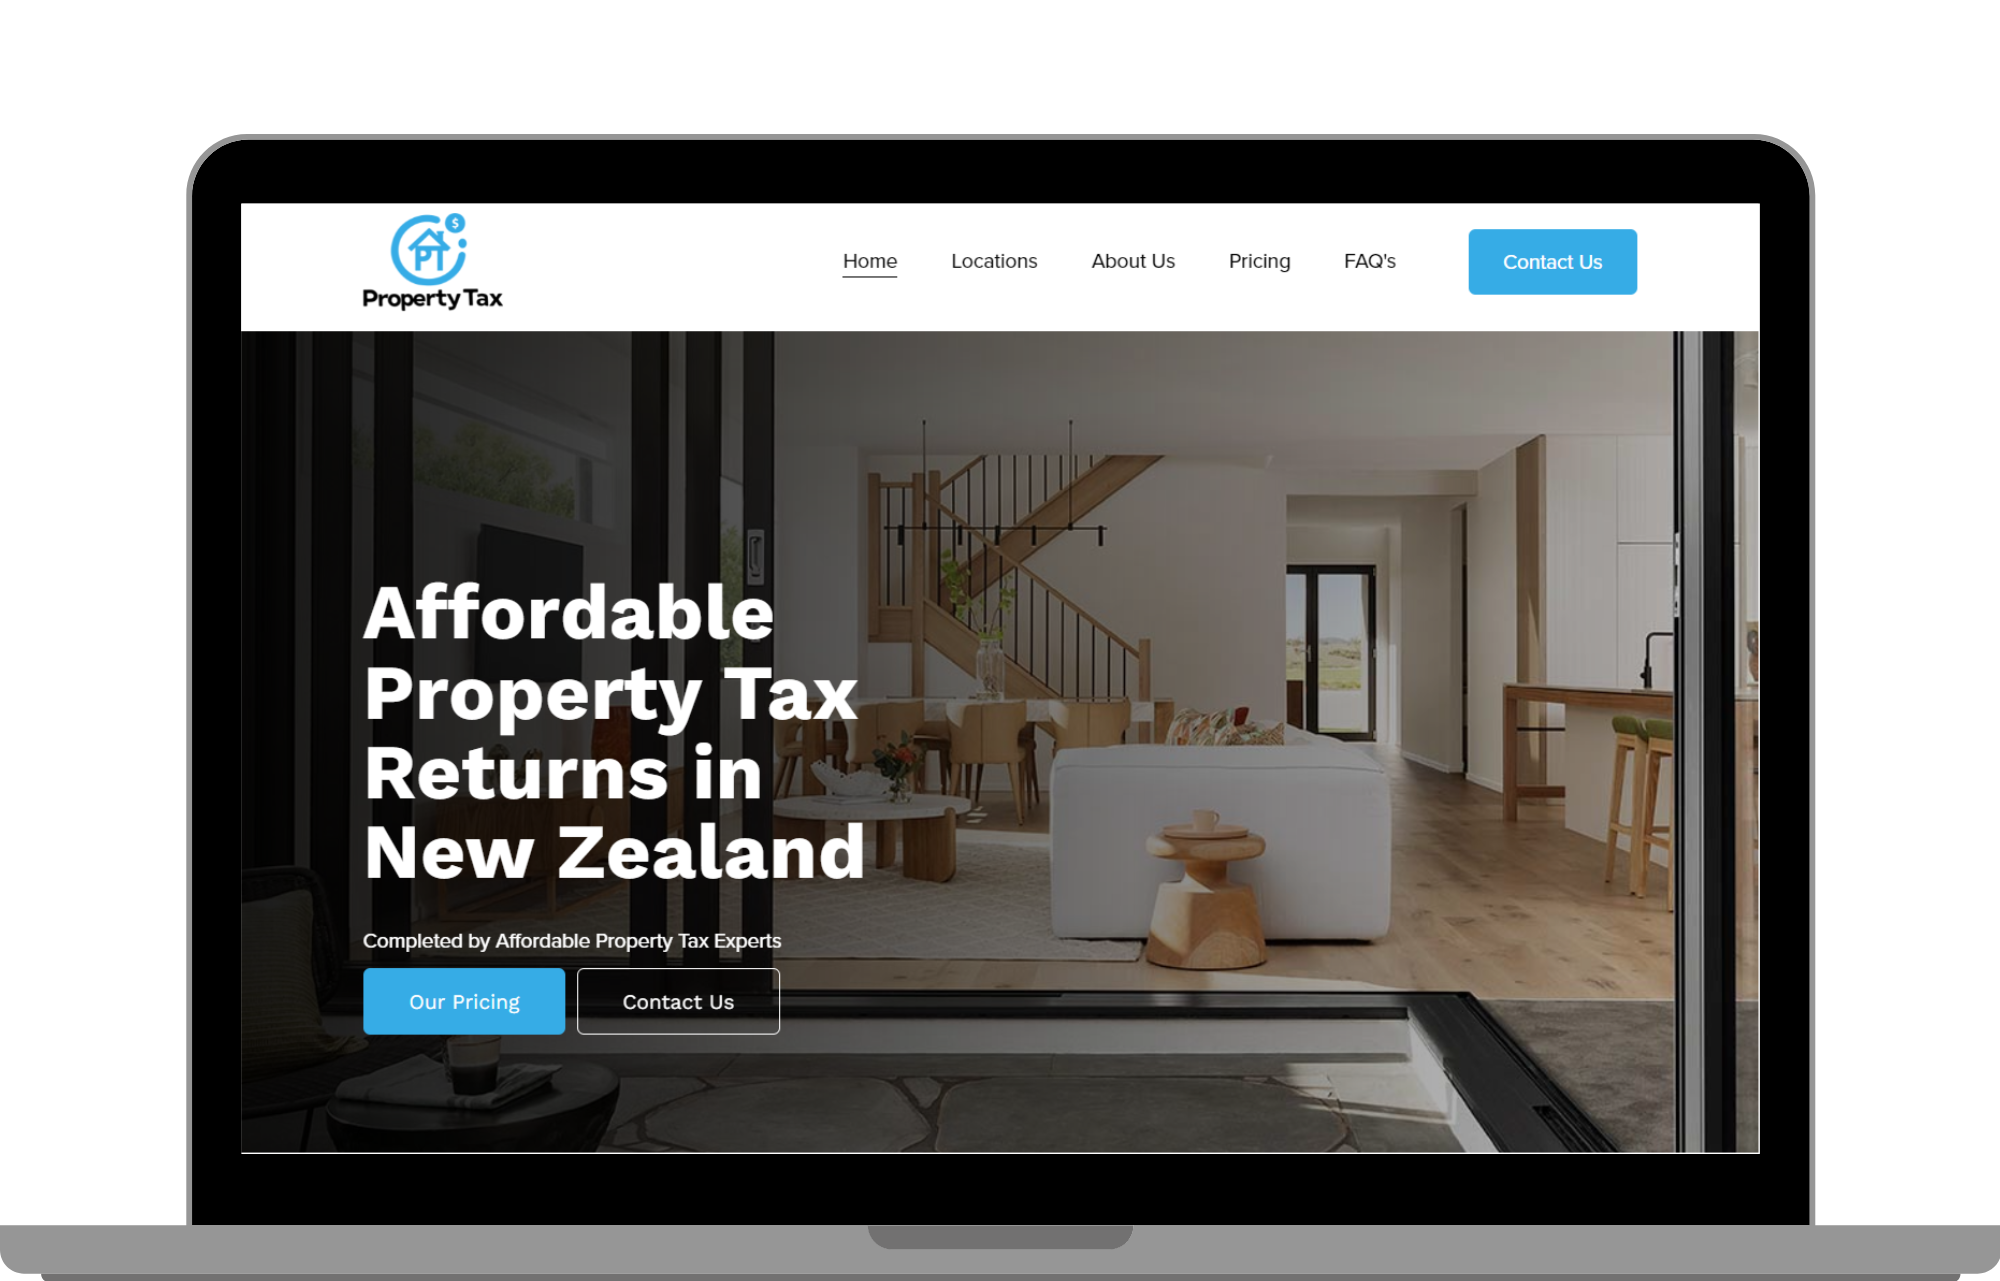 $
PT
Property Tax
Home
Locations
About Us
Pricing
FAQ's
Contact Us
Affordable
Property Tax
Returns in
New Zealand
Completed by Affordable Property Tax Experts
Our Pricing
Contact Us